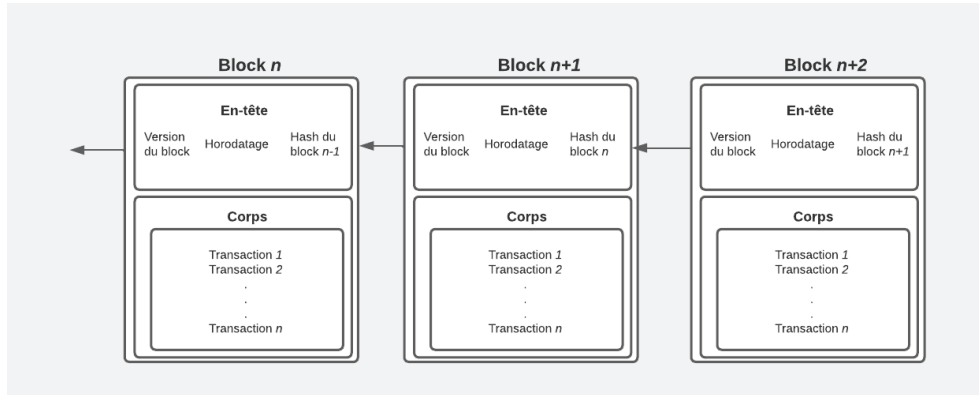 Block n
En-tête
Version
du block
Horodatage
Hash du
block n-1
Corps
Transaction 1
Transaction 2
.
.
.
Transaction n
Block n+1
En-tête
Version
du block
Horodatage
Hash du
block n
Corps
Transaction 1
Transaction 2
.
.
.
Transaction n
Block n+2
En-tête
Version
du block
Horodatage
Hash du
block n+1
Corps
Transaction 1
Transaction 2
.
.
.
Transaction n